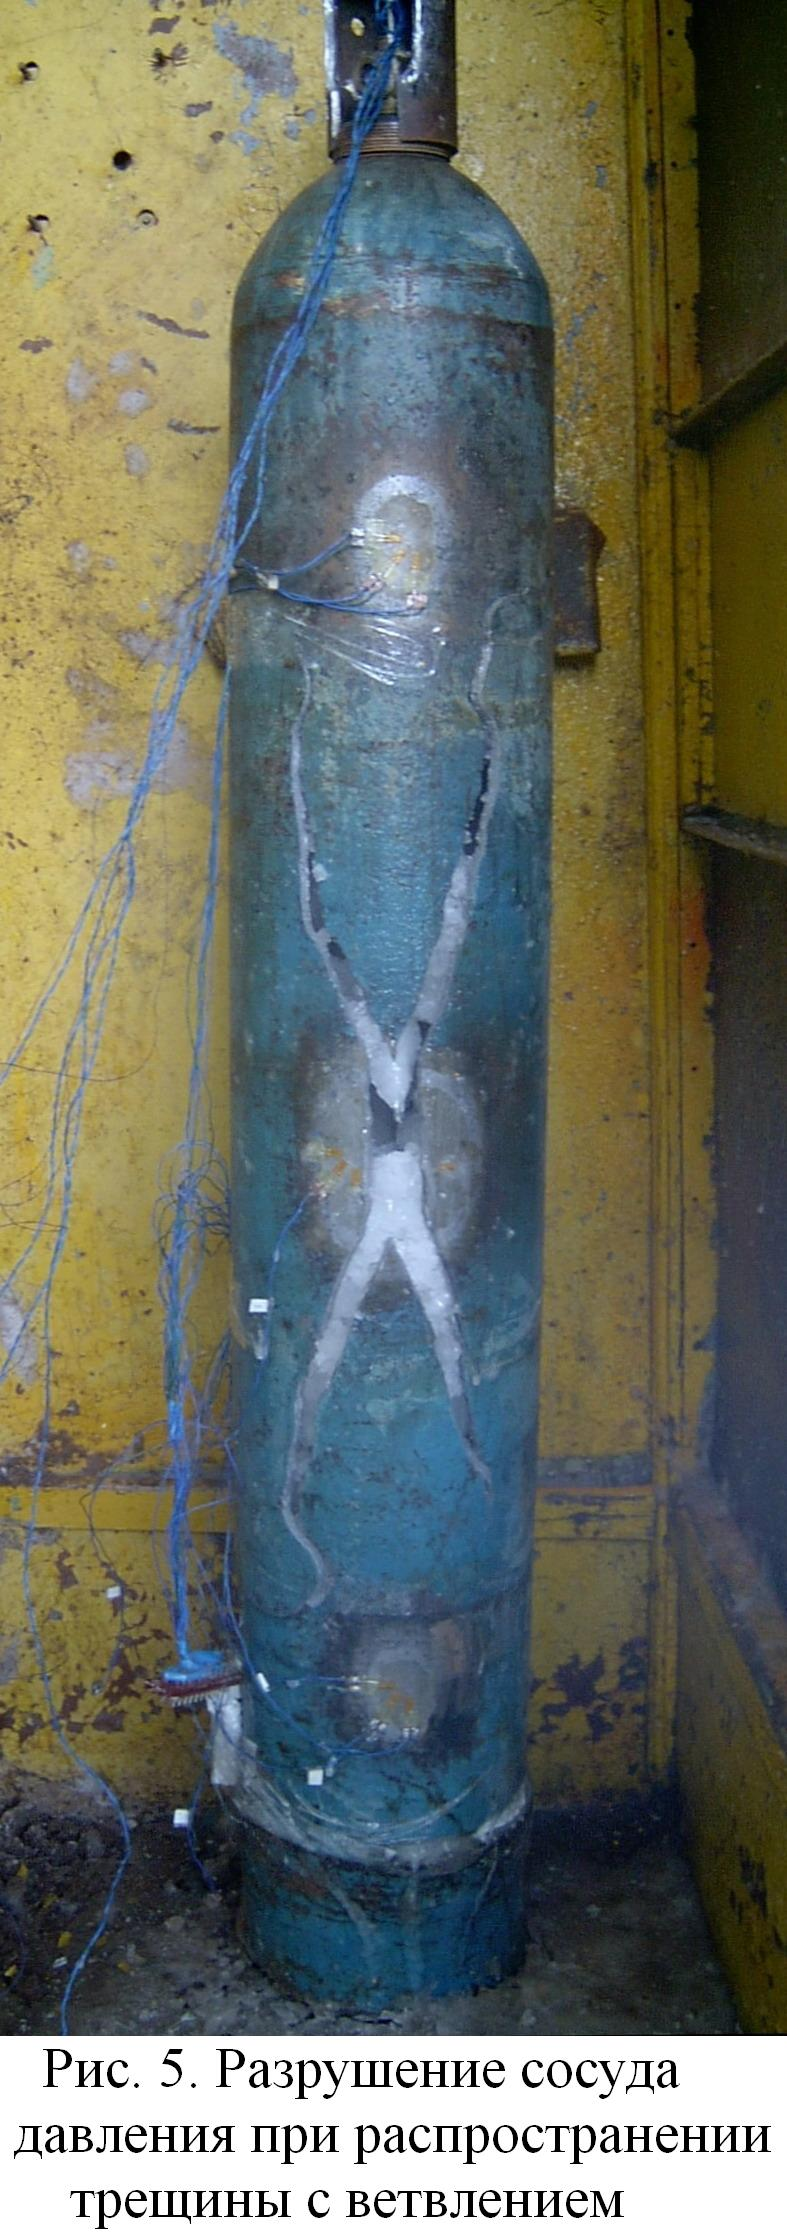 Рис. 5. Разрушение сосуда
давления при распространении
трещины с ветвлением